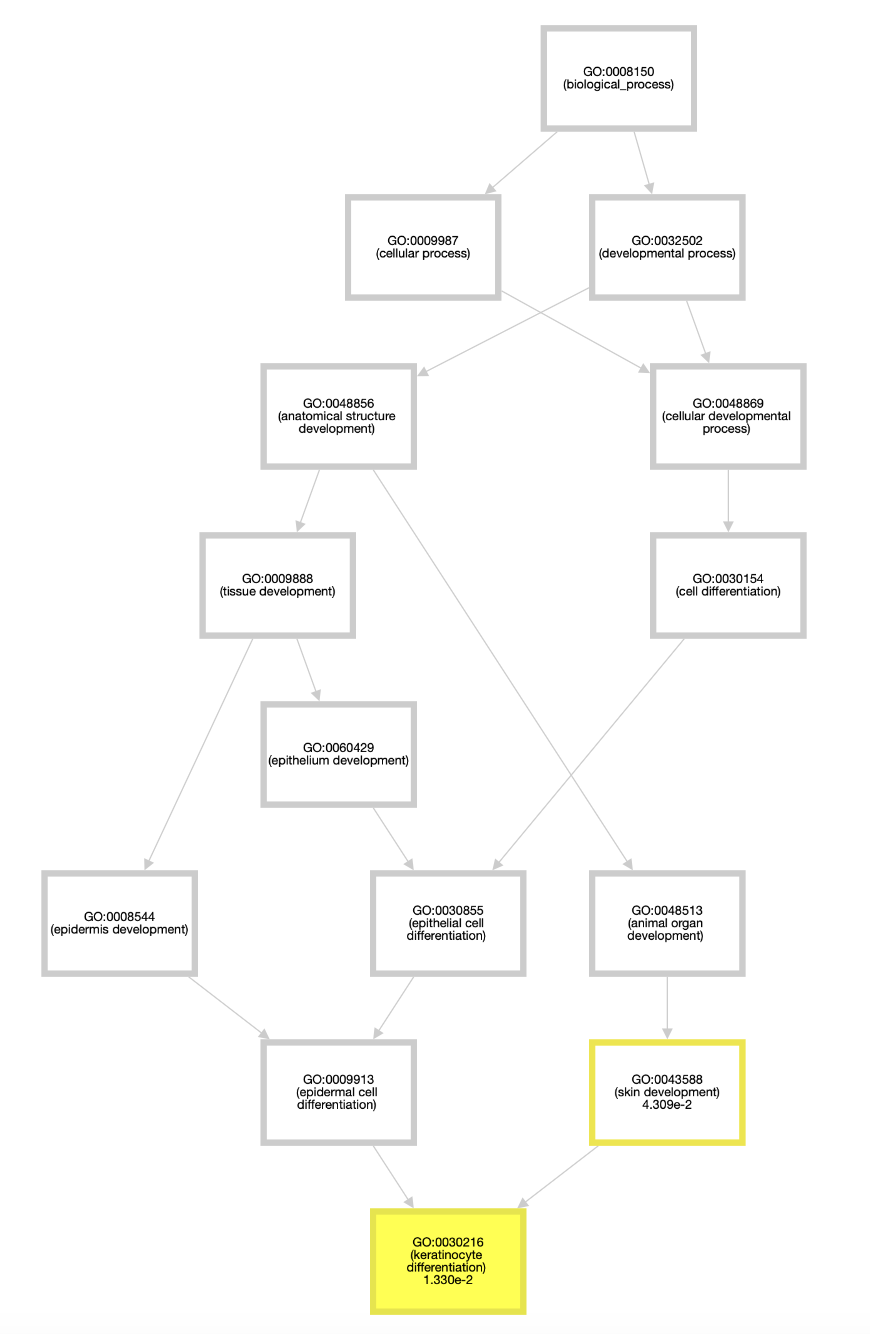 GO:0008150
(biological_process)
GO:0009987
(cellular process)
GO:0032502
(developmental process)
GO:0048856
(anatomical structure
development)
GO:0048869
(cellular developmental
process)
GO:0009888
(tissue development)
GO:0030154
(cell differentiation)
GO:0060429
(epithelium development)
GO:0008544
(epidermis development)
GO:0030855
(epithelial cell
differentiation)
GO:0048513
(animal organ
development)
GO:0009913
(epidermal cell
differentiation)
GO:0043588
(skin development)
4.309e-2
GO:0030216
(keratinocyte
differentiation)
1.330e-2